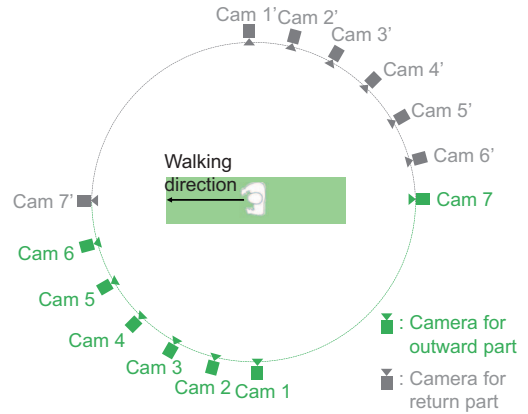 Cam 1’
Cam 2’
Cam 3’
Cam 4’
Cam 5’
Cam 6’
Walking
direction
Cam 7’
Cam 7
Cam 6
Cam 5
Cam 4
Cam 3
Cam 2
Cam 1
: Camera for
outward part
: Camera for
return part